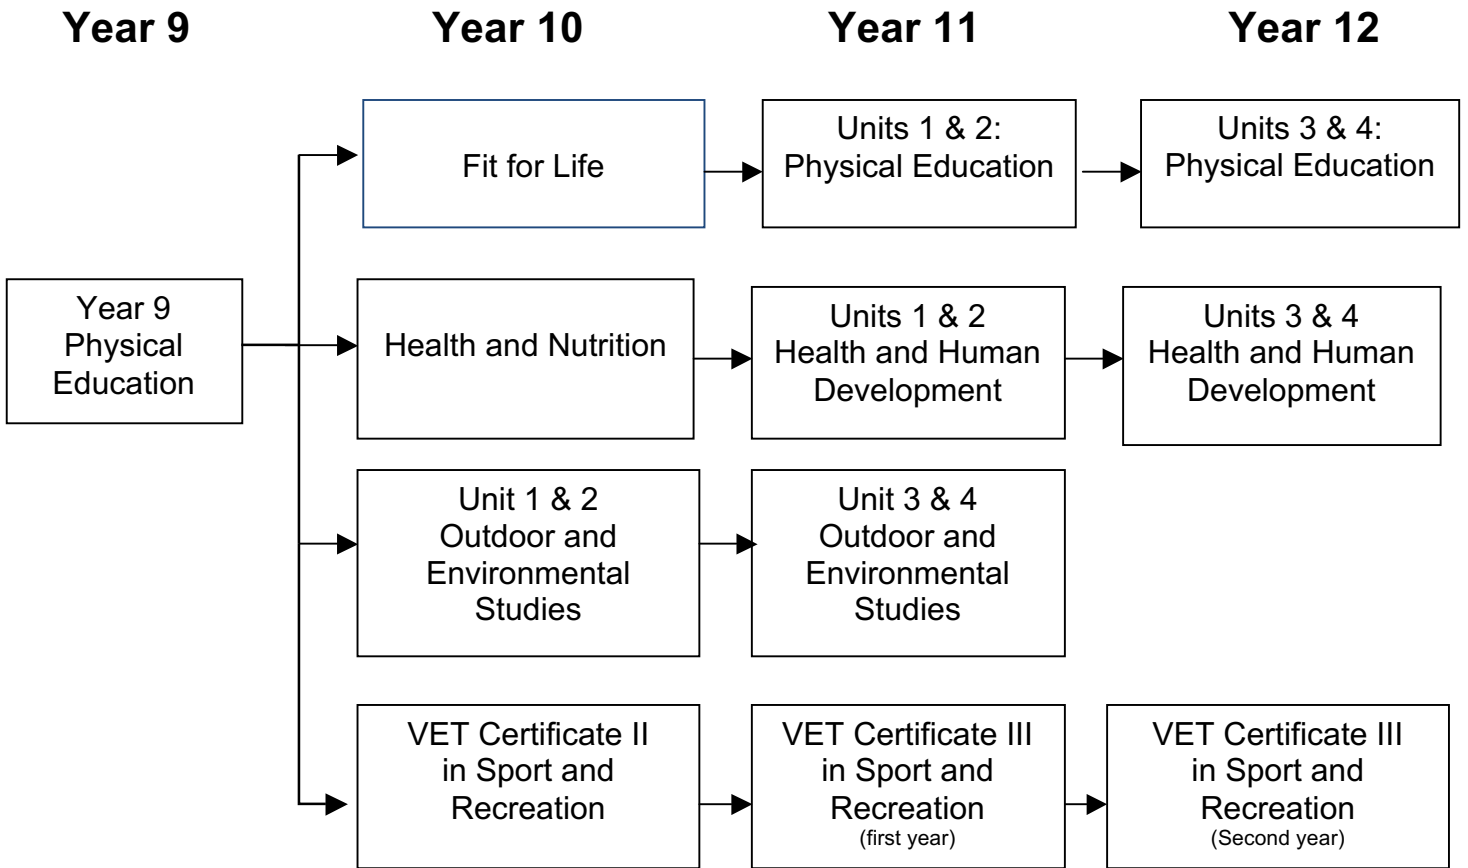 Year 9
Year 10
Year 11
Year 12
Fit for Life
Units 1 & 2:
Physical Education
Units 3 & 4:
Physical Education
Year 9
Physical
Education
Health and Nutrition
Units 1 & 2
Health and Human
Development
Units 3 & 4
Health and Human
Development
Unit 1 & 2
Outdoor and
Environmental
Studies
Unit 3 & 4
Outdoor and
Environmental
Studies
VET Certificate II
in Sport and
Recreation
VET Certificate III
in Sport and
Recreation
(first year)
VET Certificate III
in Sport and
Recreation
(Second year)